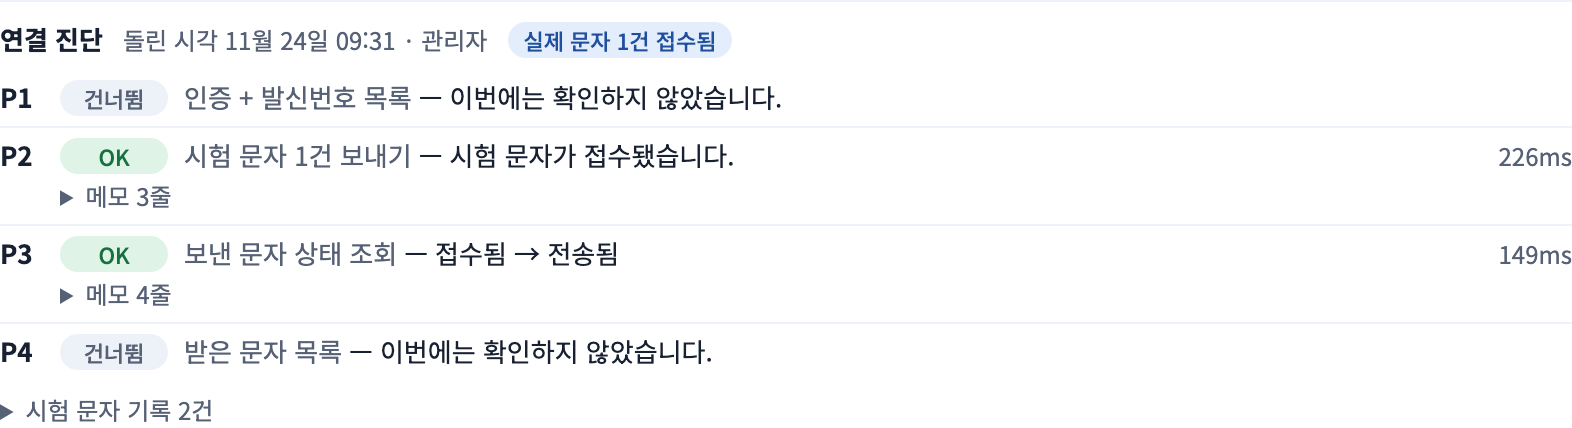 연결 진단 돌린 시각 11월 24일 09:31 · 관리자 실제 문자 1건 접수됨
P1 건너뜀 인증 + 발신번호 목록 — 이번에는 확인하지 않았습니다.
P2 OK 시험 문자 1건 보내기 — 시험 문자가 접수됐습니다. 226ms
▶ 메모 3줄
P3 OK 보낸 문자 상태 조회 — 접수됨 → 전송됨 149ms
▶ 메모 4줄
P4 건너뜀 받은 문자 목록 — 이번에는 확인하지 않았습니다.
▶ 시험 문자 기록 2건